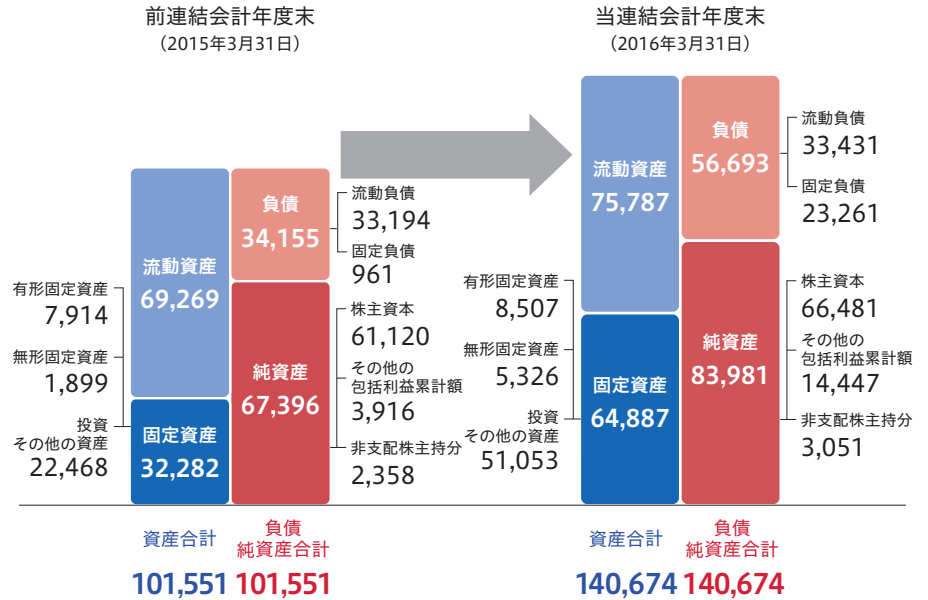 前連結会計年度末
（2015年3月31日）
流動資産
69,269
固定資産
32,282
負債
34,155
純資産
67,396
有形固定資産
7,914
無形固定資産
1,899
投資
その他の資産
22,468
流動負債
33,194
固定負債
961
株主資本
61,120
その他の
包括利益累計額
3,916
非支配株主持分
2,358
資産合計
101,551
負債
純資産合計
101,551
当連結会計年度末
（2016年3月31日）
流動資産
75,787
固定資産
64,887
負債
56,693
純資産
83,981
有形固定資産
8,507
無形固定資産
5,326
投資
その他の資産
51,053
流動負債
33,431
固定負債
23,261
株主資本
66,481
その他の
包括利益累計額
14,447
非支配株主持分
3,051
資産合計
140,674
負債
純資産合計
140,674